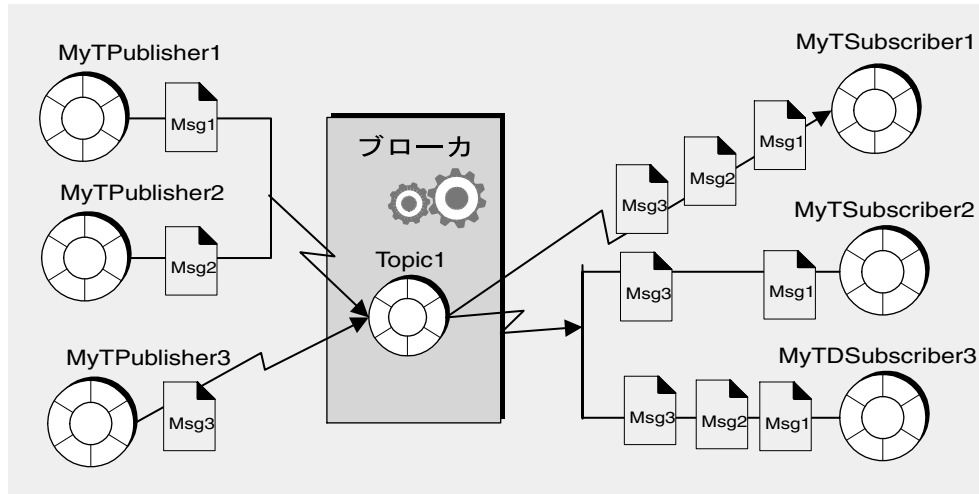 MyTPublisher1
Msg1
MyTPublisher2
Msg2
MyTPublisher3
Msg3
ブローカ
Topic1
MyTSubscriber1
Msg3
Msg2
Msg1
MyTSubscriber2
Msg3
Msg1
MyTDSubscriber3
Msg3
Msg2
Msg1